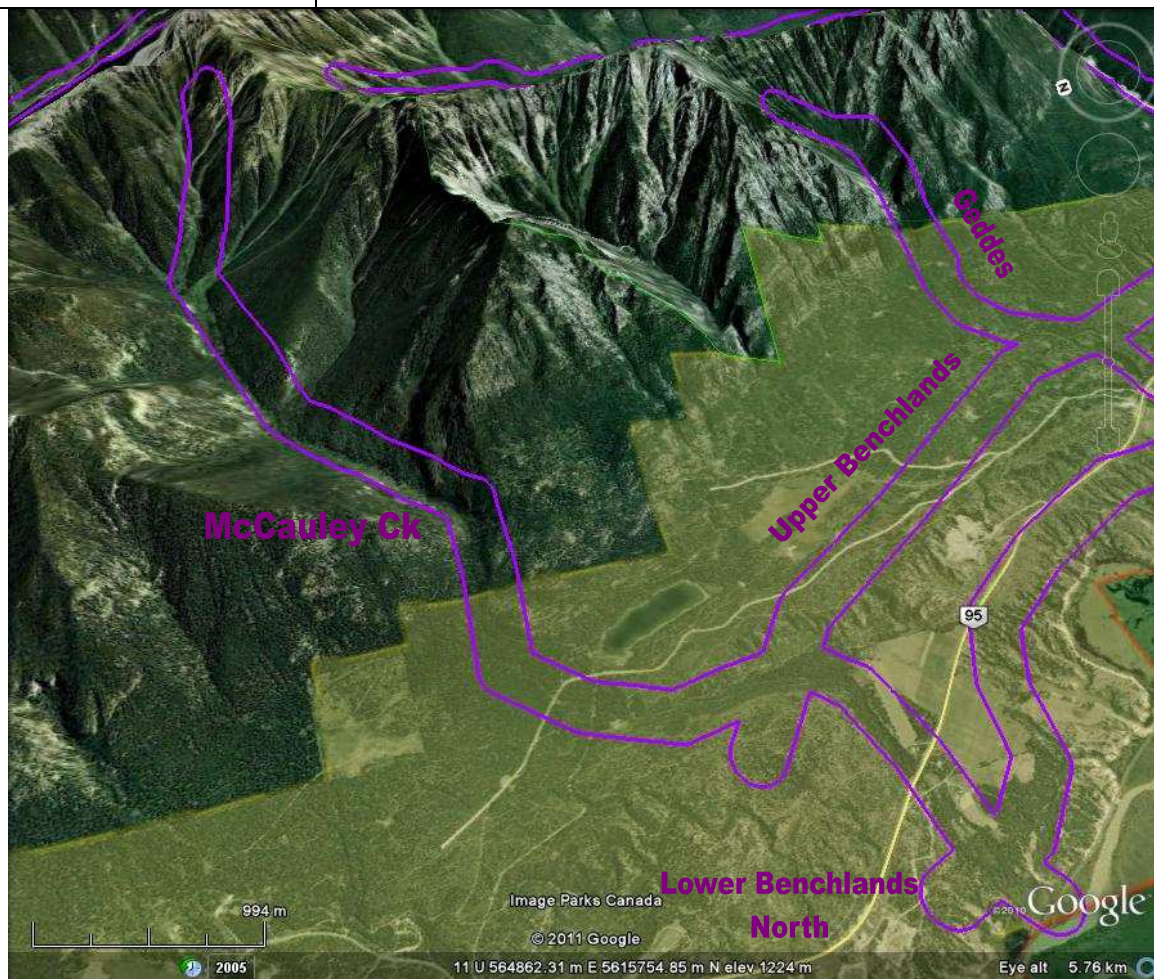 N
Geddes
Upper Benchlands
McCauley Ck
95
Lower Benchlands
North
994 m
Image Parks Canada
© 2011 Google
©2010 Google
2005
11 U 564862.31 m E 5615754.85 m N elev 1224 m
Eye alt 5.76 km